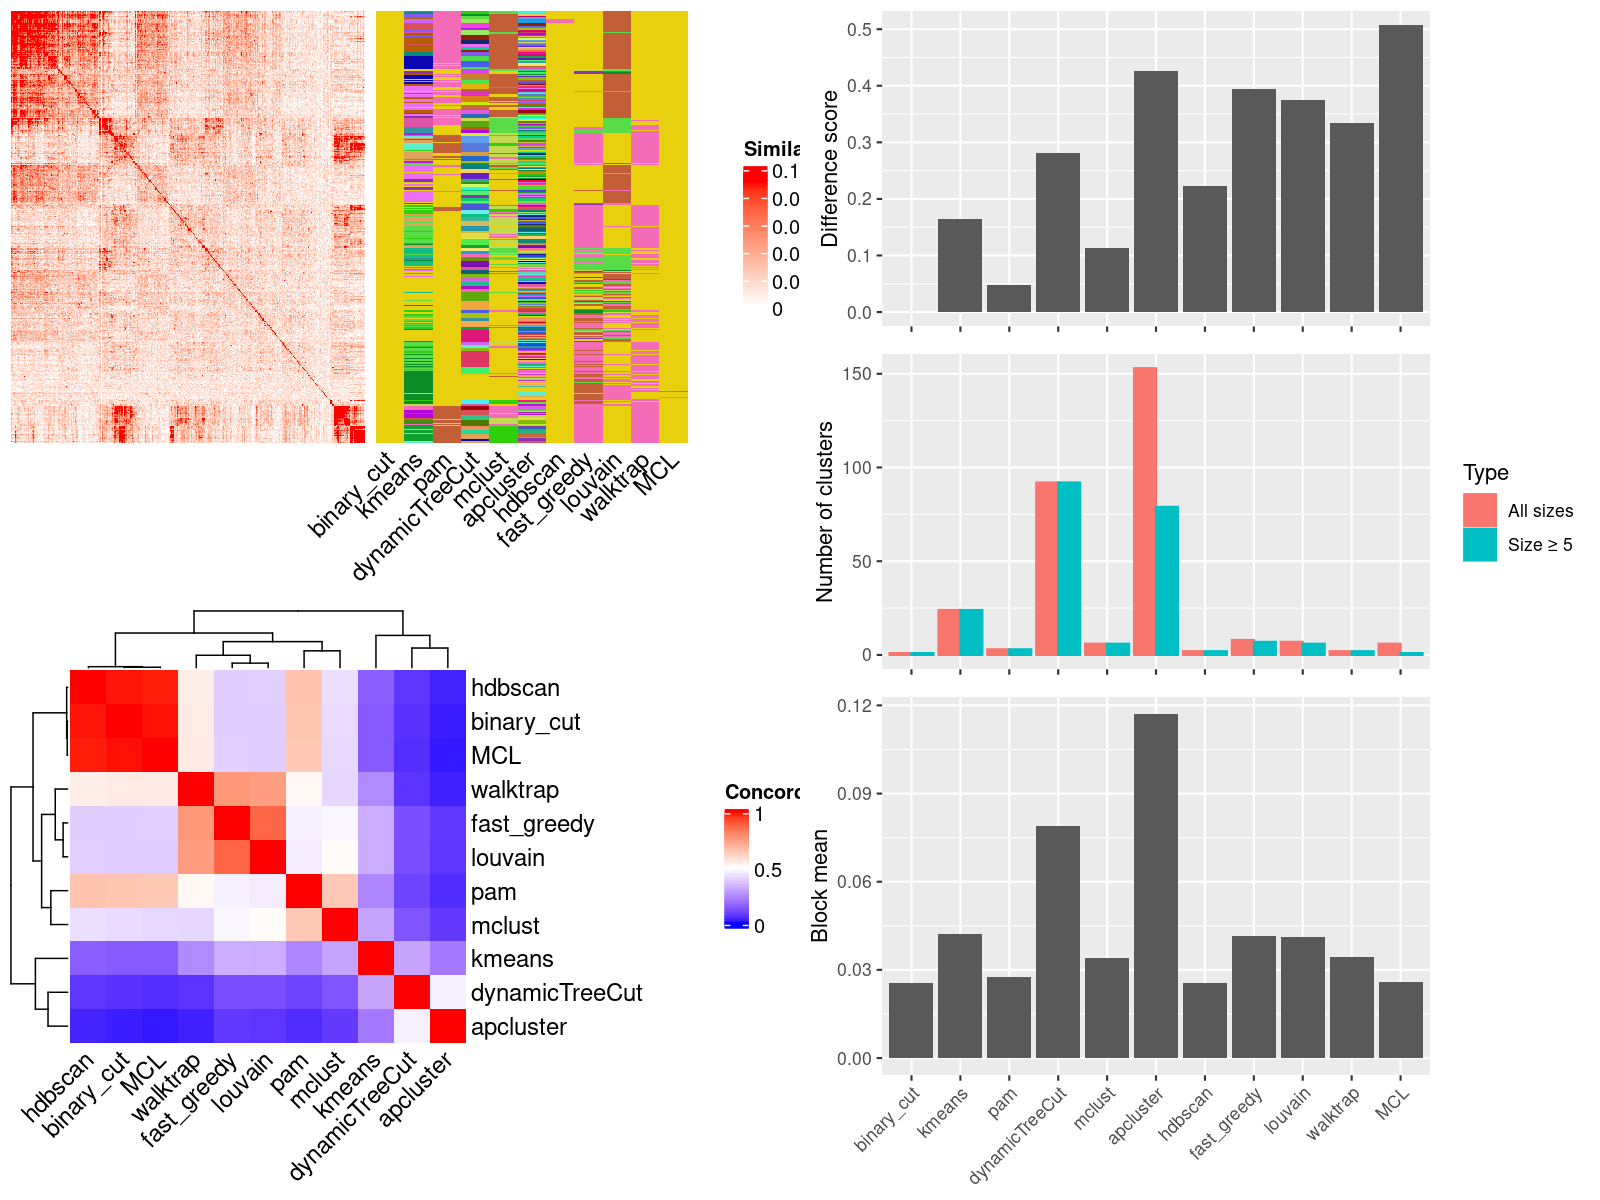 Simila
0.1
0.0
0.0
0.0
0.0
0
binary_cut
kmeans
pam
dynamicTreeCut
mclust
apcluster
hdbscan
fast_greedy
louvain
walktrap
MCL
hdbscan
binary_cut
MCL
walktrap
fast_greedy
louvain
pam
mclust
kmeans
dynamicTreeCut
apcluster
hdbscan
binary_cut
MCL
walktrap
fast_greedy
louvain
pam
mclust
kmeans
dynamicTreeCut
apcluster
Concord
1
0.5
0
Difference score
0.5
0.4
0.3
0.2
0.1
0.0
Number of clusters
150
100
50
0
Type
All sizes
Size ≥ 5
Block mean
0.12
0.09
0.06
0.03
0.00
binary_cut
kmeans
pam
dynamicTreeCut
mclust
apcluster
hdbscan
fast_greedy
louvain
walktrap
MCL